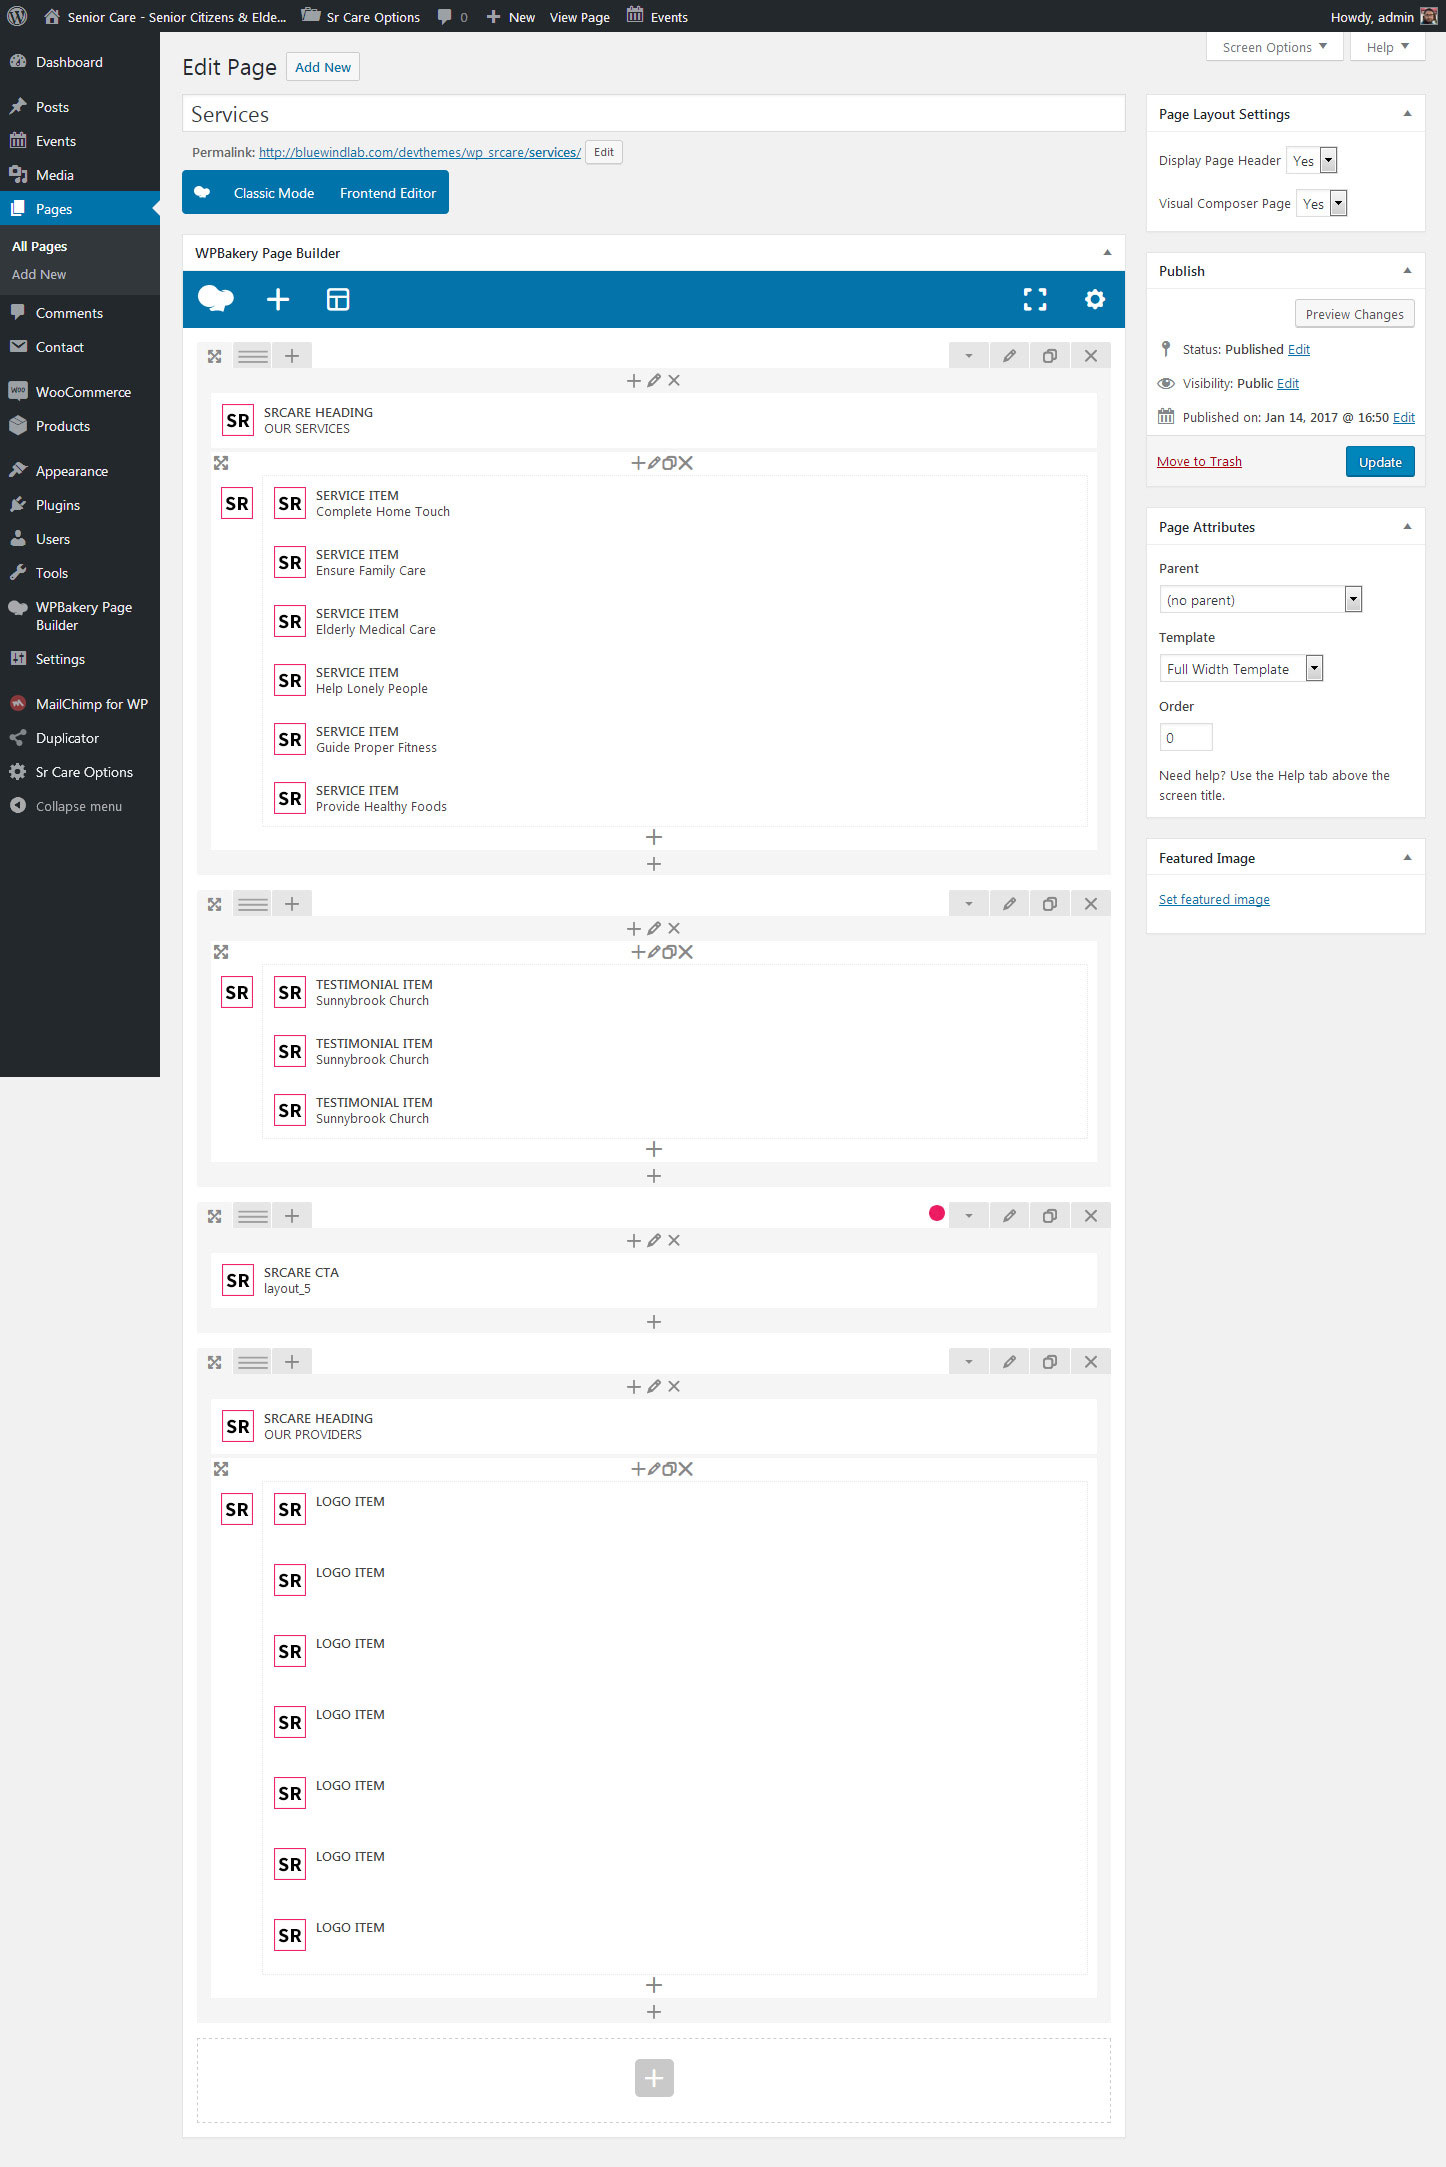 Senior Care - Senior Citizens & Elde... Sr Care Options 0 New View Page Events Howdy, admin
Screen Options Help
Dashboard
Posts
Events
Media
Pages
All Pages
Add New
Comments
Contact
WOO WooCommerce
Products
Appearance
Plugins
Users
Tools
WPBakery Page
Builder
Settings
MailChimp for WP
Duplicator
Sr Care Options
Collapse menu
Edit Page Add New
Services
Permalink: http://bluewindlab.com/devthemes/wp_srcare/services/ Edit
Classic Mode Frontend Editor
WPBakery Page Builder
SR SRCARE HEADING
OUR SERVICES
SR
SR SERVICE ITEM
Complete Home Touch
SR SERVICE ITEM
Ensure Family Care
SR SERVICE ITEM
Elderly Medical Care
SR SERVICE ITEM
Help Lonely People
SR SERVICE ITEM
Guide Proper Fitness
SR SERVICE ITEM
Provide Healthy Foods
SR
SR TESTIMONIAL ITEM
Sunnybrook Church
SR TESTIMONIAL ITEM
Sunnybrook Church
SR TESTIMONIAL ITEM
Sunnybrook Church
SR SRCARE CTA
layout_5
SR SRCARE HEADING
OUR PROVIDERS
SR
SR LOGO ITEM
SR LOGO ITEM
SR LOGO ITEM
SR LOGO ITEM
SR LOGO ITEM
SR LOGO ITEM
SR LOGO ITEM
Page Layout Settings
Display Page Header Yes
Visual Composer Page Yes
Publish
Preview Changes
Status: Published Edit
Visibility: Public Edit
Published on: Jan 14, 2017 @ 16:50 Edit
Move to Trash Update
Page Attributes
Parent
(no parent)
Template
Full Width Template
Order
0
Need help? Use the Help tab above the
screen title.
Featured Image
Set featured image